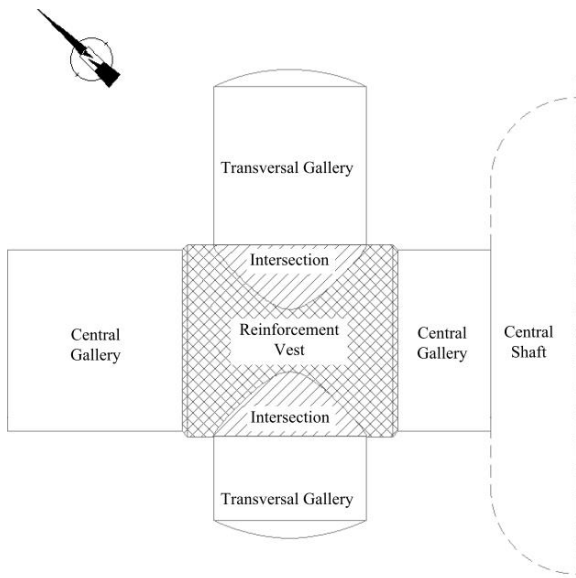 Transversal Gallery
Intersection
Central
Gallery
Reinforcement
Vest
Central
Gallery
Central
Shaft
Intersection
Transversal Gallery